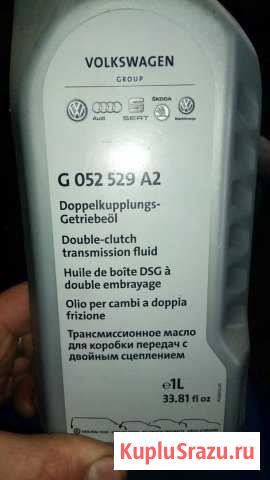 VOLKSWAGEN
GROUP
Audi SEAT ŠKODA
G 052 529 A2
Doppelkupplungs-
Getriebeöl
Double-clutch
transmission fluid
Huile de boîte DSG à
double embrayage
Olio per cambi a doppia
frizione
Трансмиссионное масло
для коробки передач с
двойным сцеплением
e 1L
33.81 fl oz
KupluSrazu.ru